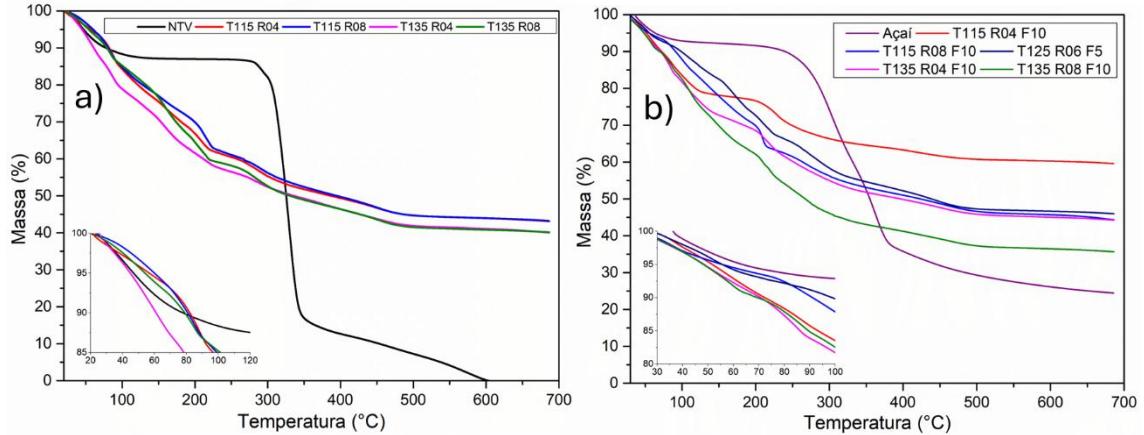 NTV T115 R04 T115 R08 T135 R04 T135 R08
a)
Massa (%)
100
90
80
70
60
50
40
30
20
10
0
100
95
90
85
20 40 60 80 100 120
100 200 300 400 500 600 700
Temperatura (°C)
Açaí T115 R04 F10
T115 R08 F10 T125 R06 F5
T135 R04 F10 T135 R08 F10
b)
Massa (%)
100
90
80
70
60
50
40
30
20
10
0
100
95
90
85
80
30 40 50 60 70 80 90 100
100 200 300 400 500 600 700
Temperatura (°C)